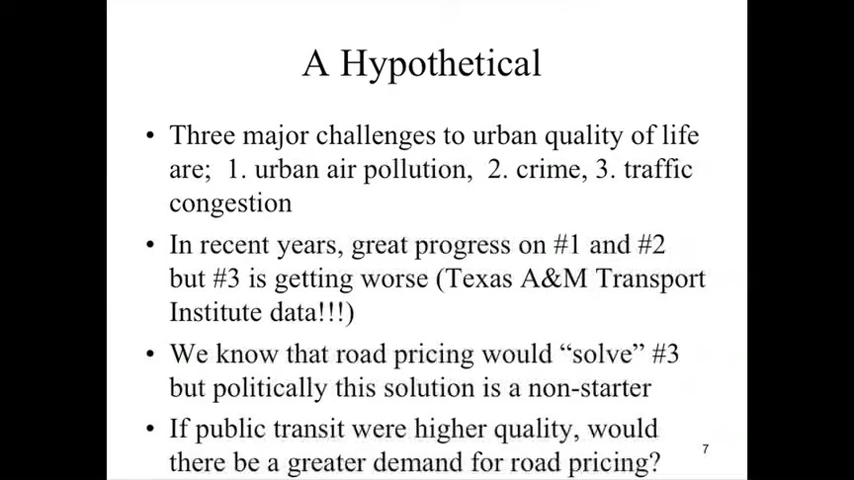 A Hypothetical
• Three major challenges to urban quality of life
are; 1. urban air pollution, 2. crime, 3. traffic
congestion
• In recent years, great progress on #1 and #2
but #3 is getting worse (Texas A&M Transport
Institute data!!!)
• We know that road pricing would “solve” #3
but politically this solution is a non-starter
• If public transit were higher quality, would
there be a greater demand for road pricing?
7